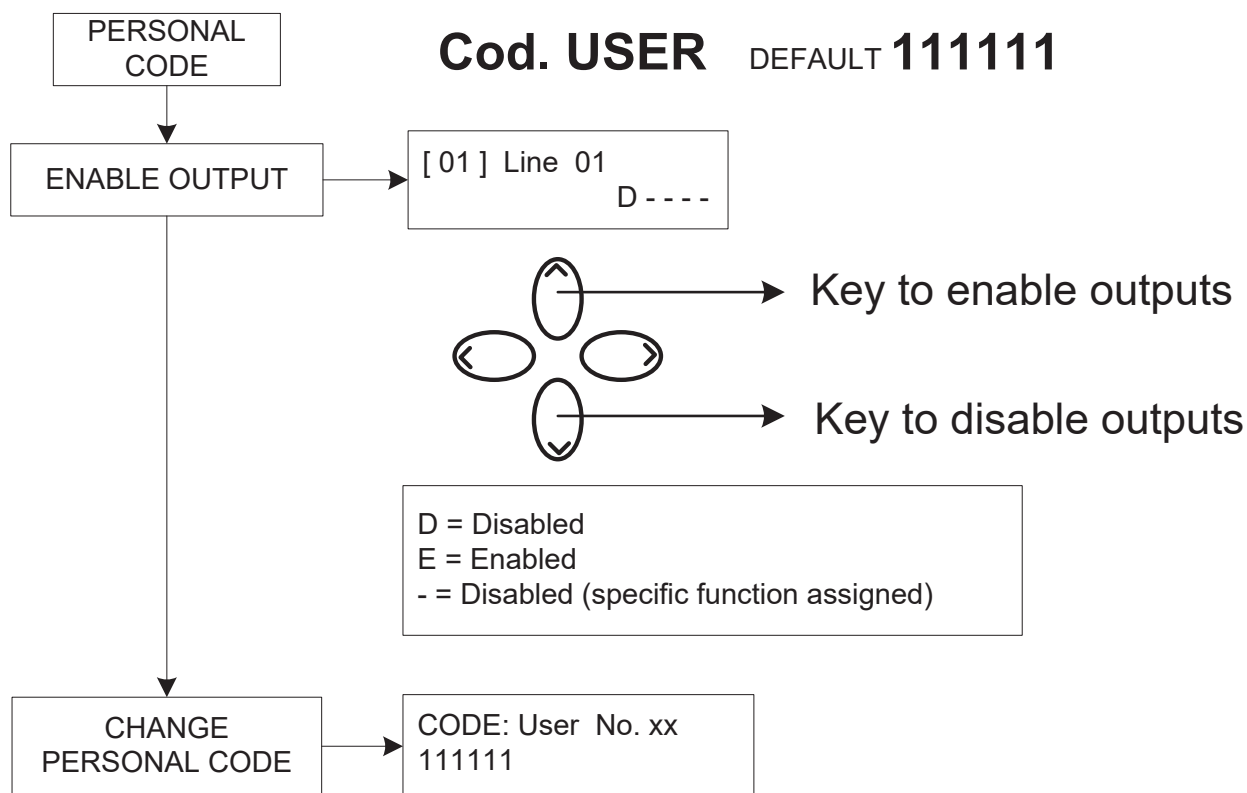 PERSONAL
CODE
Cod. USER DEFAULT 111111
ENABLE OUTPUT
[ 01 ] Line 01
D - - - -
Key to enable outputs
Key to disable outputs
D = Disabled
E = Enabled
- = Disabled (specific function assigned)
CHANGE
PERSONAL CODE
CODE: User No. xx
111111